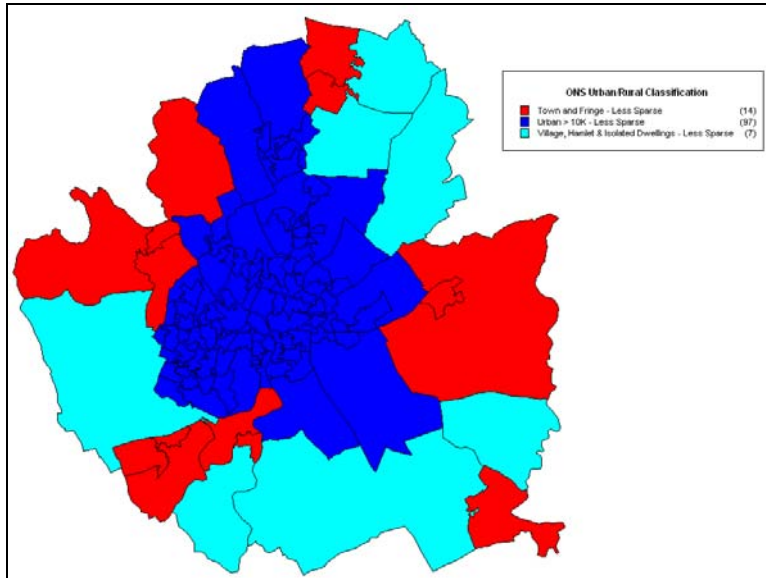 ONS Urban/Rural Classification
Town and Fringe - Less Sparse (14)
Urban > 10K - Less Sparse (97)
Village, Hamlet & Isolated Dwellings - Less Sparse (7)